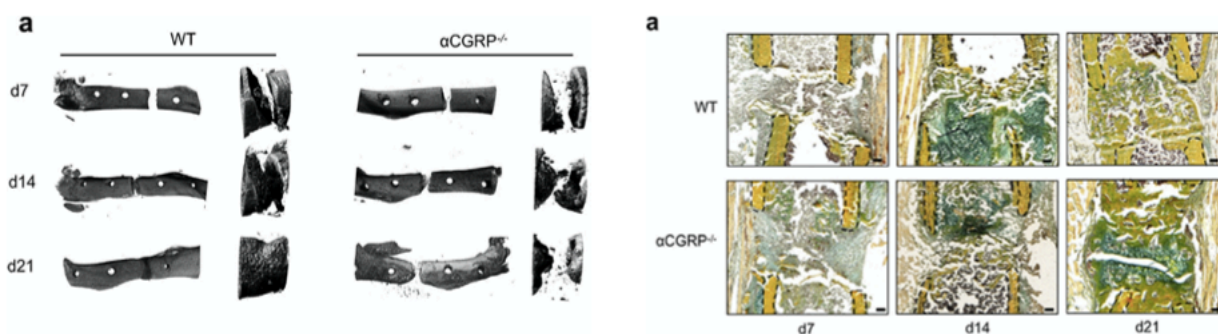 a
WT
αCGRP-/-
d7
d14
d21
a
WT
αCGRP-/-
d7
d14
d21